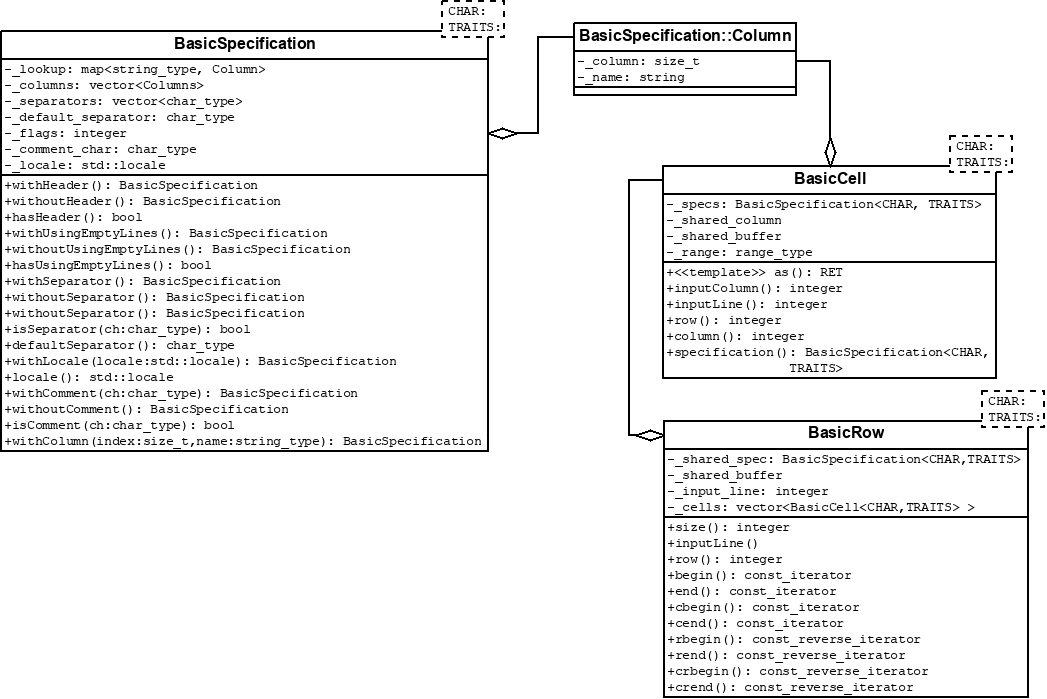 CHAR:
TRAITS:
BasicSpecification
-_lookup: map<string_type, Column>
-_columns: vector<Columns>
-_separators: vector<char_type>
-_default_separator: char_type
-_flags: integer
-_comment_char: char_type
-_locale: std::locale
+withHeader(): BasicSpecification
+withoutHeader(): BasicSpecification
+hasHeader(): bool
+withUsingEmptyLines(): BasicSpecification
+withoutUsingEmptyLines(): BasicSpecification
+hasUsingEmptyLines(): bool
+withSeparator(): BasicSpecification
+withoutSeparator(): BasicSpecification
+withoutSeparator(): BasicSpecification
+isSeparator(ch:char_type): bool
+defaultSeparator(): char_type
+withLocale(locale:std::locale): BasicSpecification
+locale(): std::locale
+withComment(ch:char_type): BasicSpecification
+withoutComment(): BasicSpecification
+isComment(ch:char_type): bool
+withColumn(index:size_t,name:string_type): BasicSpecification
BasicSpecification::Column
-_column: size_t
-_name: string
CHAR:
TRAITS:
BasicCell
-_specs: BasicSpecification<CHAR, TRAITS>
-_shared_column
-_shared_buffer
-_range: range_type
+<<template>> as(): RET
+inputColumn(): integer
+inputLine(): integer
+row(): integer
+column(): integer
+specification(): BasicSpecification<CHAR,
TRAITS>
CHAR:
TRAITS:
BasicRow
-_shared_spec: BasicSpecification<CHAR,TRAITS>
-_shared_buffer
-_input_line: integer
-_cells: vector<BasicCell<CHAR,TRAITS> >
+size(): integer
+inputLine()
+row(): integer
+begin(): const_iterator
+end(): const_iterator
+cbegin(): const_iterator
+cend(): const_iterator
+rbegin(): const_reverse_iterator
+rend(): const_reverse_iterator
+crbegin(): const_reverse_iterator
+crend(): const_reverse_iterator